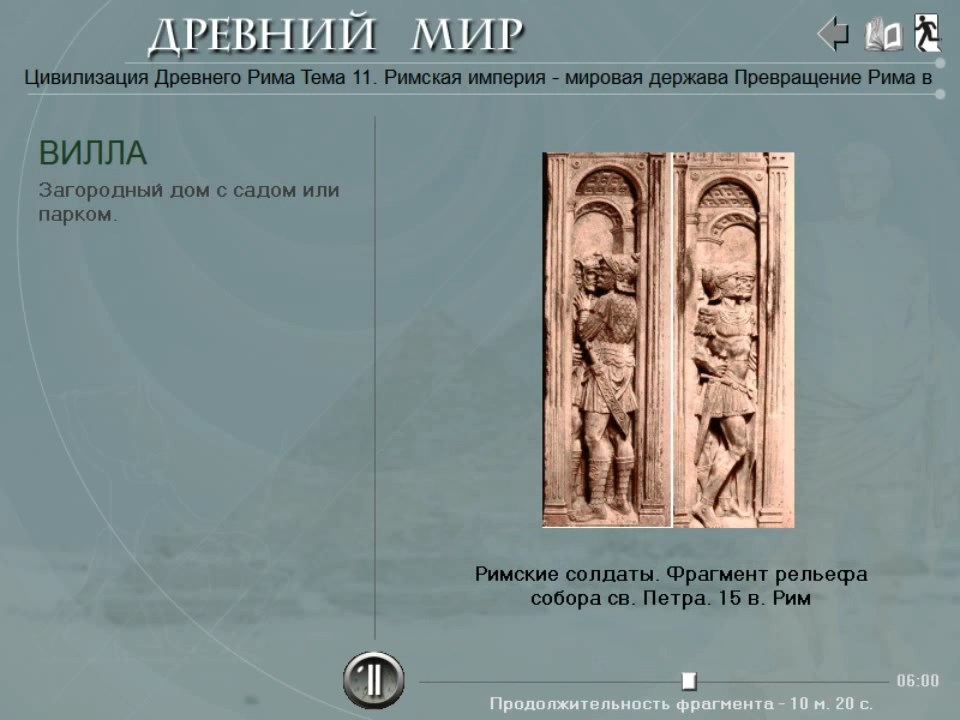 ДРЕВНИЙ МИР
Цивилизация Древнего Рима Тема 11. Римская империя - мировая держава Превращение Рима в
ВИЛЛА
Загородный дом с садом или
парком.
Римские солдаты. Фрагмент рельефа
собора св. Петра. 15 в. Рим
06:00
Продолжительность фрагмента - 10 м. 20 с.